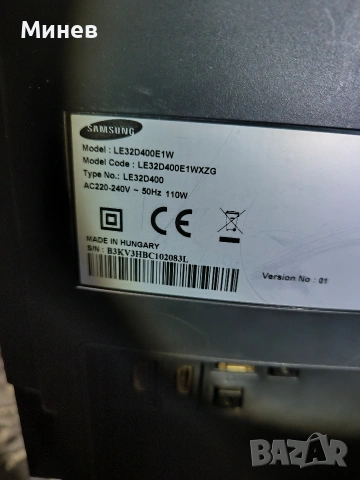 Минев
SAMSUNG
Model : LE32D400E1W
Model Code : LE32D400E1WXZG
Type No.: LE32D400
AC220-240V ~ 50Hz 110W
CE
MADE IN HUNGARY
S/N : B3KV3HBC102083L
Version No : 01
BAZAR